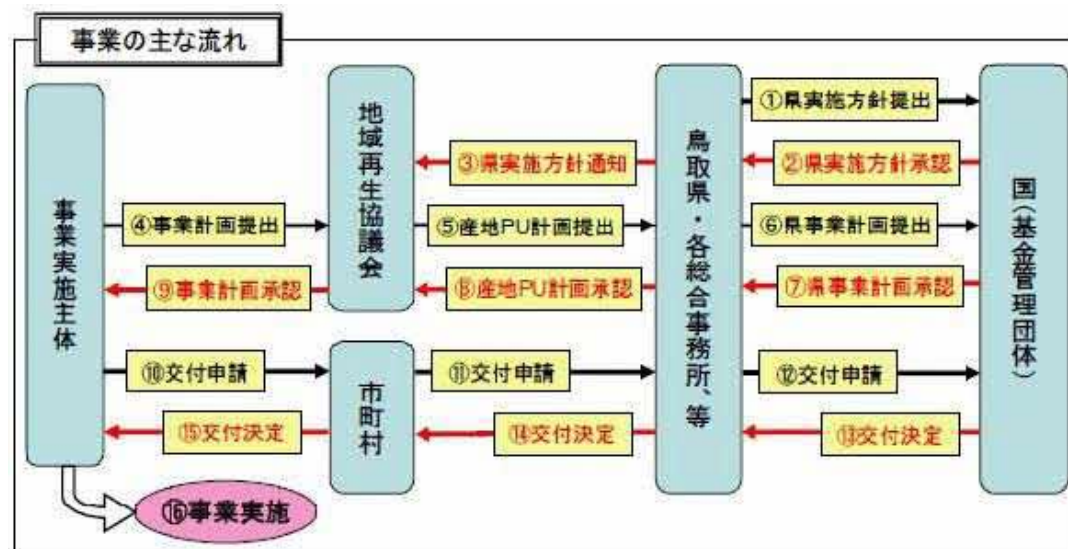 事業の主な流れ
事業実施主体
地域再生協議会
市町村
鳥取県・各総合事務所、等
国(基金管理団体)
①県実施方針提出
②県実施方針承認
③県実施方針通知
④事業計画提出
⑤産地PU計画提出
⑥県事業計画提出
⑦県事業計画承認
⑧産地PU計画承認
⑨事業計画承認
⑩交付申請
⑪交付申請
⑫交付申請
⑬交付決定
⑭交付決定
⑮交付決定
⑯事業実施